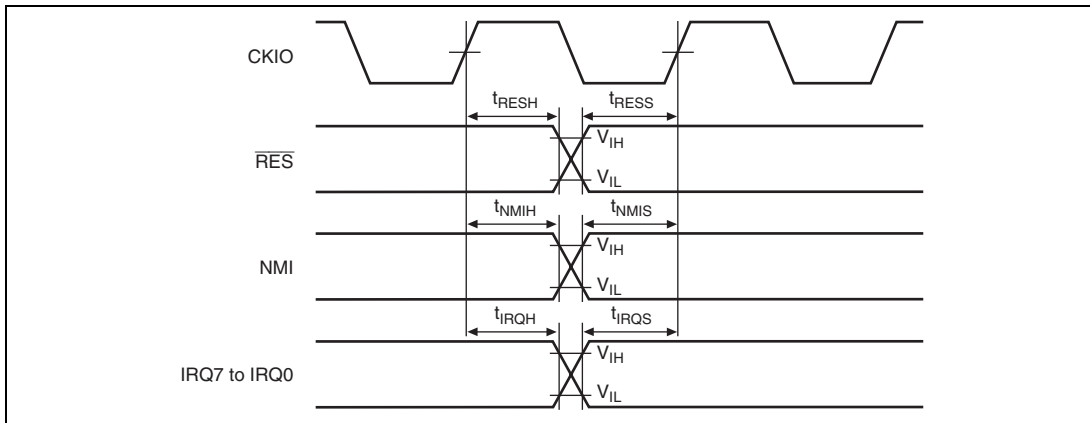 CKIO
tRESH tRESS
RES
VIH
VIL
tNMIH tNMIS
NMI
VIH
VIL
tIRQH tIRQS
IRQ7 to IRQ0
VIH
VIL